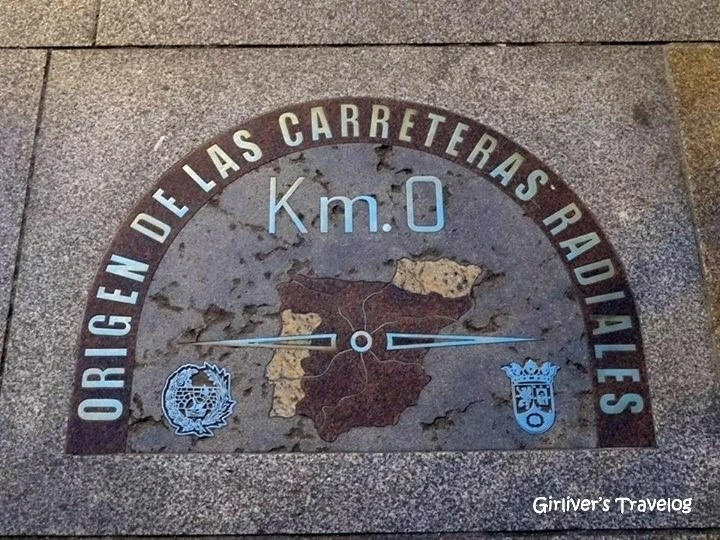 ORIGEN DE LAS CARRETERAS RADIALES
Km. 0
Girliver's Travelog